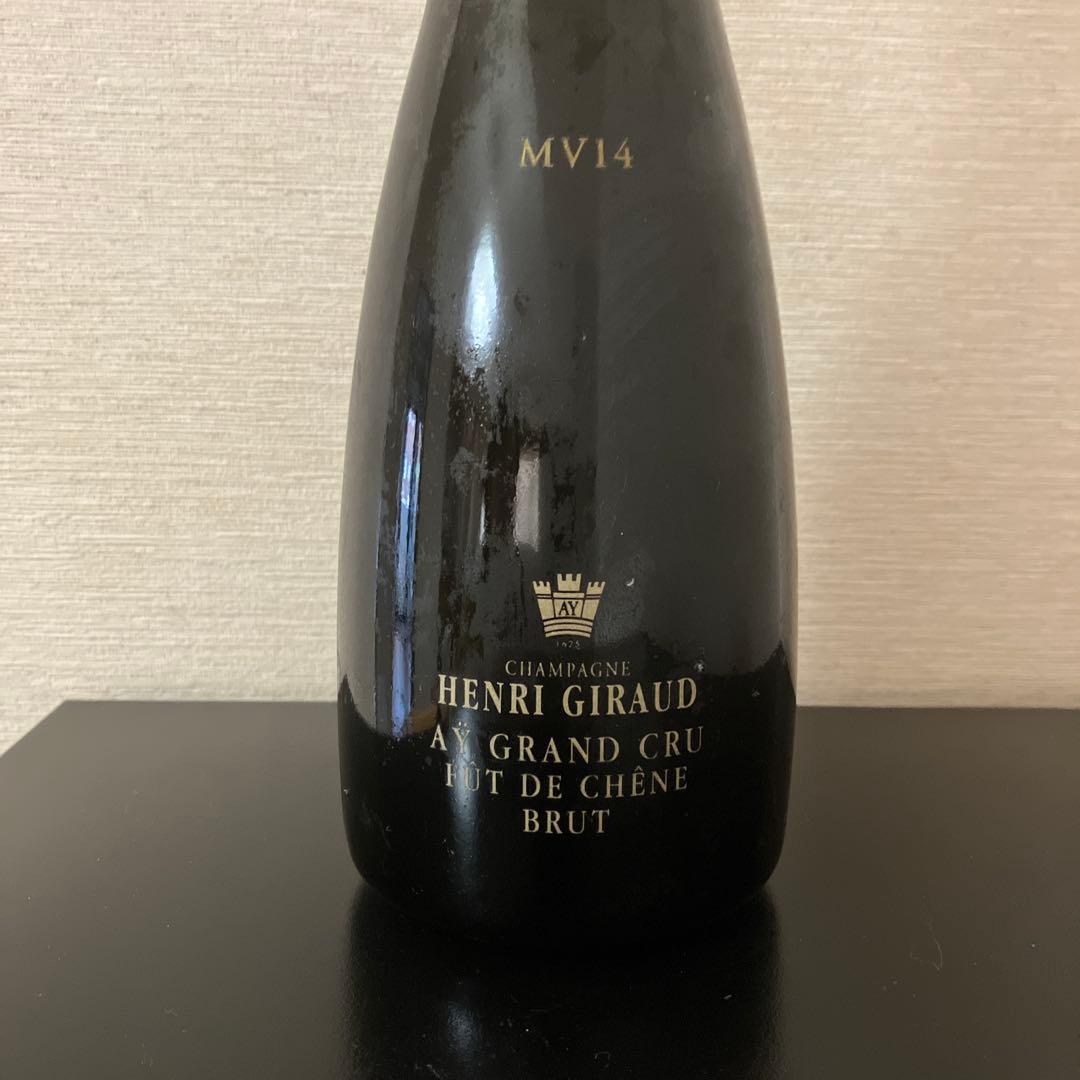 MV14
AY
1625
CHAMPAGNE
HENRI GIRAUD
AŸ GRAND CRU
FÛT DE CHÊNE
BRUT